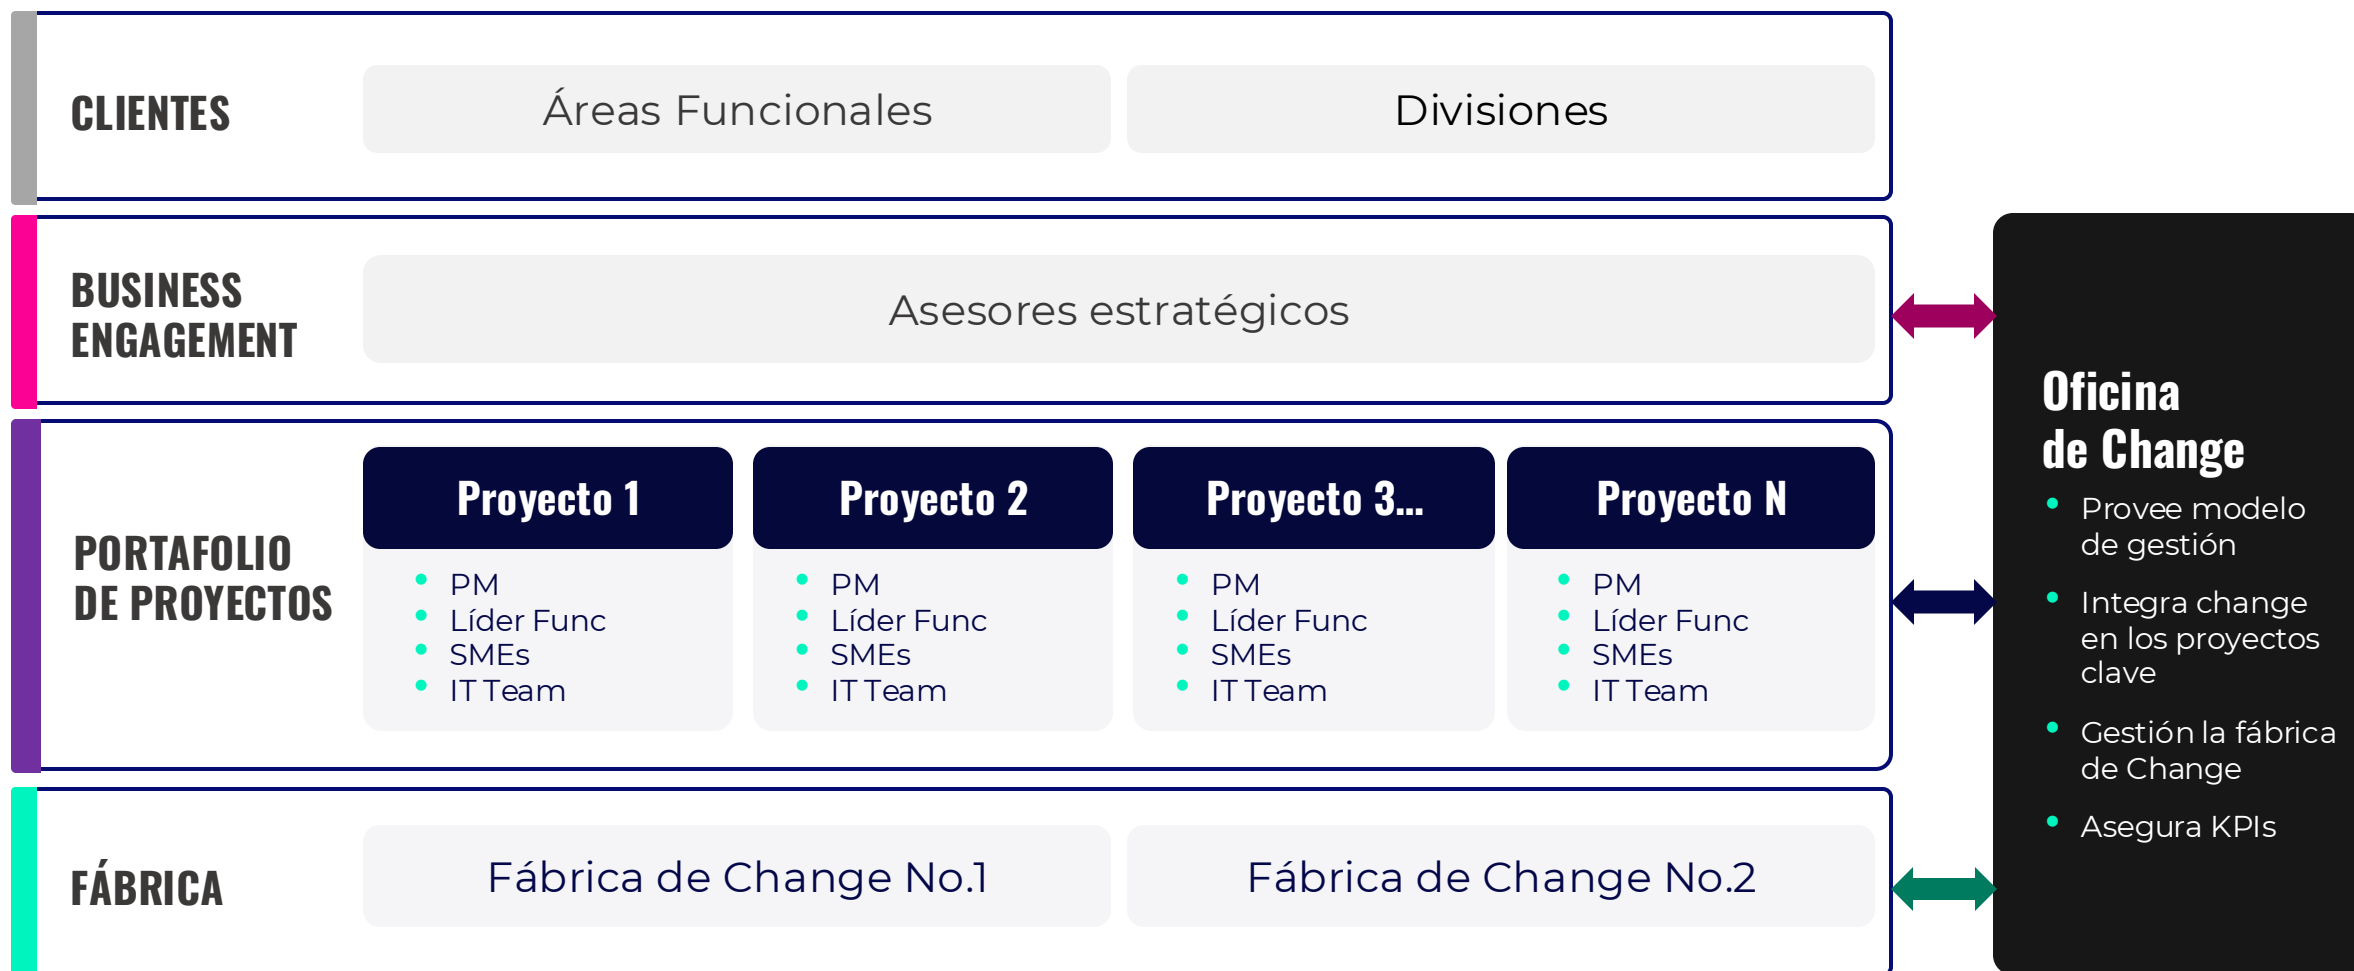 CLIENTES
Áreas Funcionales
Divisiones
BUSINESS
ENGAGEMENT
Asesores estratégicos
PORTAFOLIO
DE PROYECTOS
Proyecto 1
PM
Líder Func
SMEs
IT Team
Proyecto 2
PM
Líder Func
SMEs
IT Team
Proyecto 3...
PM
Líder Func
SMEs
IT Team
Proyecto N
PM
Líder Func
SMEs
IT Team
FÁBRICA
Fábrica de Change No.1
Fábrica de Change No.2
Oficina
de Change
Provee modelo
de gestión
Integra change
en los proyectos
clave
Gestión la fábrica
de Change
Asegura KPIs